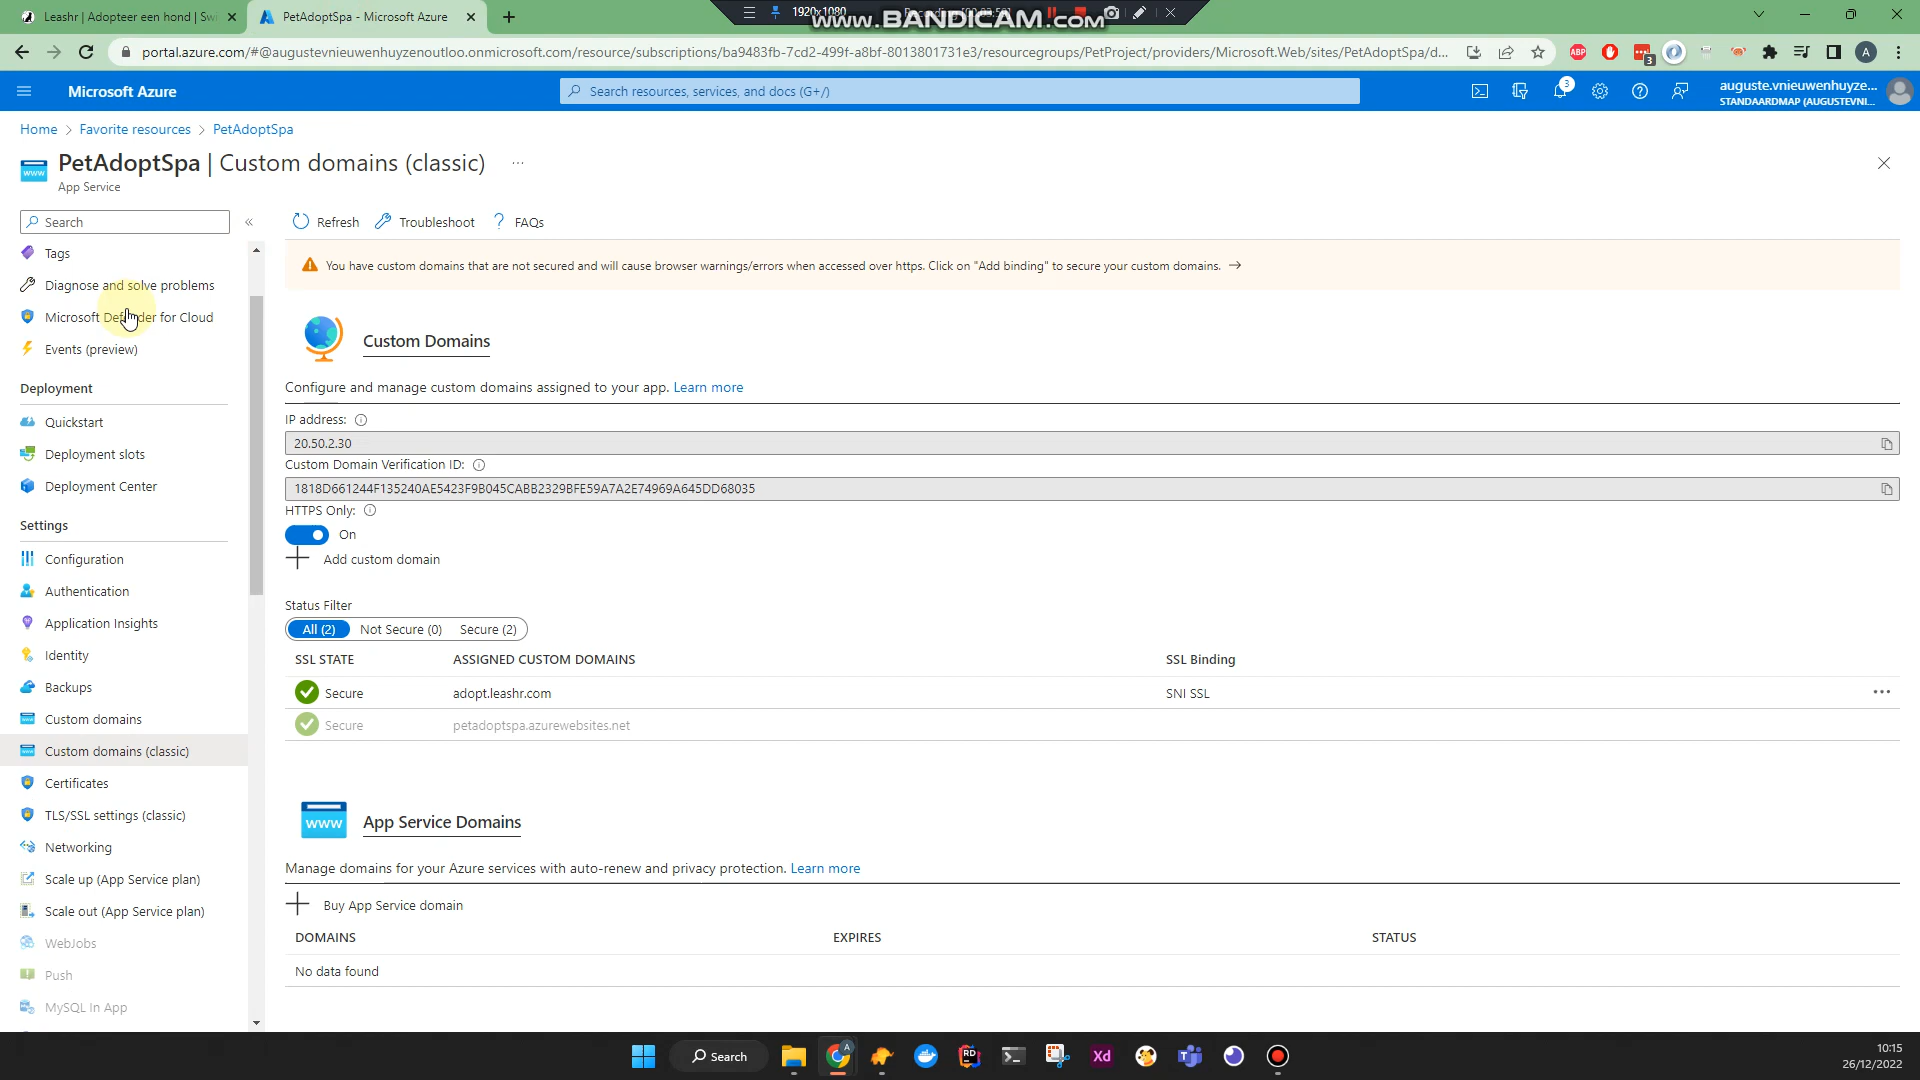 Leashr | Adopteer een hond | Swi
PetAdoptSpa - Microsoft Azure
1920x1080
www.BANDICAM.com
portal.azure.com/#@augustevnieuwenhuyzenoutloo.onmicrosoft.com/resource/subscriptions/ba9483fb-7cd2-499f-a8bf-8013801731e3/resourcegroups/PetProject/providers/Microsoft.Web/sites/PetAdoptSpa/d...
ABP
3
A
Microsoft Azure
Search resources, services, and docs (G+/)
3
auguste.vnieuwenhuyze...
STANDAARDMAP (AUGUSTEVNI...
Home > Favorite resources > PetAdoptSpa
PetAdoptSpa | Custom domains (classic) ...
App Service
Search
«
Tags
Diagnose and solve problems
Microsoft Defender for Cloud
Events (preview)
Deployment
Quickstart
Deployment slots
Deployment Center
Settings
Configuration
Authentication
Application Insights
Identity
Backups
Custom domains
Custom domains (classic)
Certificates
TLS/SSL settings (classic)
Networking
Scale up (App Service plan)
Scale out (App Service plan)
WebJobs
Push
MySQL In App
Refresh
Troubleshoot
FAQs
You have custom domains that are not secured and will cause browser warnings/errors when accessed over https. Click on "Add binding" to secure your custom domains. →
Custom Domains
Configure and manage custom domains assigned to your app. Learn more
IP address:
20.50.2.30
Custom Domain Verification ID:
1818D661244F135240AE5423F9B045CABB2329BFE59A7A2E74969A645DD68035
HTTPS Only:
On
Add custom domain
Status Filter
All (2) Not Secure (0) Secure (2)
SSL STATE ASSIGNED CUSTOM DOMAINS SSL Binding
Secure adopt.leashr.com SNI SSL ...
Secure petadoptspa.azurewebsites.net
www
App Service Domains
Manage domains for your Azure services with auto-renew and privacy protection. Learn more
Buy App Service domain
DOMAINS EXPIRES STATUS
No data found
Search
A
RD
Xd
10:15
26/12/2022